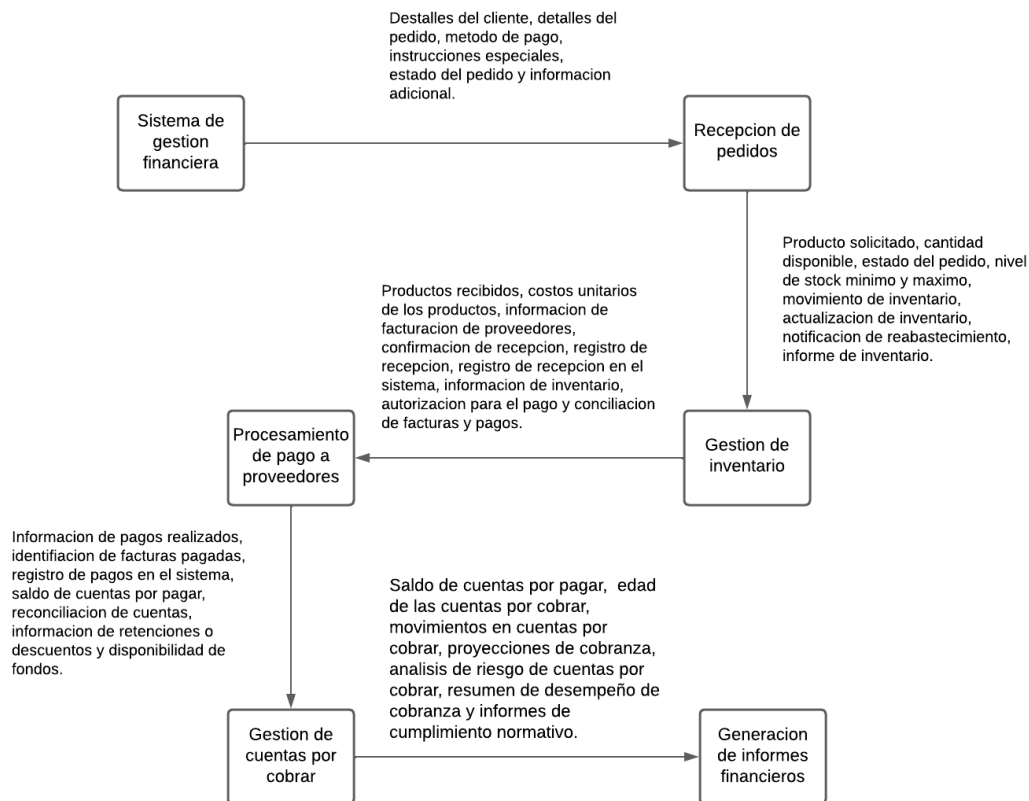 Destalles del cliente, detalles del
pedido, metodo de pago,
instrucciones especiales,
estado del pedido y informacion
adicional.
Sistema de
gestion
financiera
Recepcion de
pedidos
Producto solicitado, cantidad
disponible, estado del pedido, nivel
de stock minimo y maximo,
movimiento de inventario,
actualizacion de inventario,
notificacion de reabastecimiento,
informe de inventario.
Productos recibidos, costos unitarios
de los productos, informacion de
facturacion de proveedores,
confirmacion de recepcion, registro de
recepcion, registro de recepcion en el
sistema, informacion de inventario,
autorizacion para el pago y conciliacion
de facturas y pagos.
Procesamiento
de pago a
proveedores
Gestion de
inventario
Informacion de pagos realizados,
identifiacion de facturas pagadas,
registro de pagos en el sistema,
saldo de cuentas por pagar,
reconciliacion de cuentas,
informacion de retenciones o
descuentos y disponibilidad de
fondos.
Saldo de cuentas por pagar,  edad
de las cuentas por cobrar,
movimientos en cuentas por
cobrar, proyecciones de cobranza,
analisis de riesgo de cuentas por
cobrar, resumen de desempeño de
cobranza y informes de
cumplimiento normativo.
Gestion de
cuentas por
cobrar
Generacion
de informes
financieros